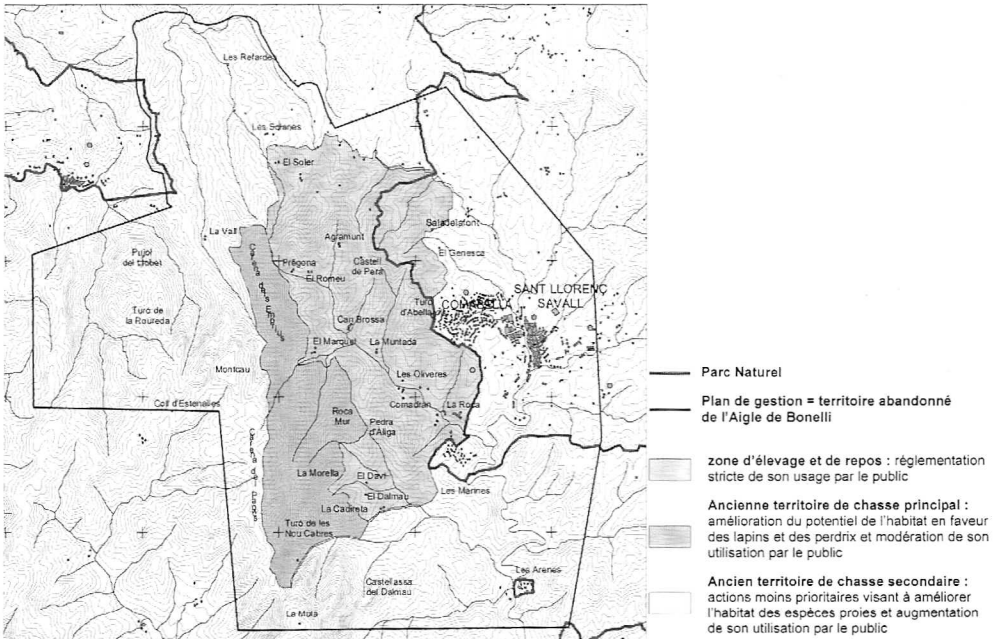 Les Refardes
El Soler
La Vall
Agramunt
Saladelafont
El Genesca
Pujol
del Llobet
Prégona
Castell
de Pera
El Romeu
SANT LLORENÇ
SAVALL
Turó
d'Abella
Turó de
la Roureda
Can Brossa
El Marquet
La Muntada
Montcau
Les Oliveres
Coll d'Estenalles
Comadran
La Roca
Roca
Mur
Pedra
d'Àliga
La Morella
El Daví
Les Marines
El Dalmau
La Cadireta
Turó de les
Nou Cabres
Les Arenes
Castellassa
del Dalmau
La Mola
Parc Naturel
Plan de gestion = territoire abandonné
de l'Aigle de Bonelli
zone d'élevage et de repos : réglementation
stricte de son usage par le public
Ancienne territoire de chasse principal :
amélioration du potentiel de l'habitat en faveur
des lapins et des perdrix et modération de son
utilisation par le public
Ancien territoire de chasse secondaire :
actions moins prioritaires visant à améliorer
l'habitat des espèces proies et augmentation
de son utilisation par le public